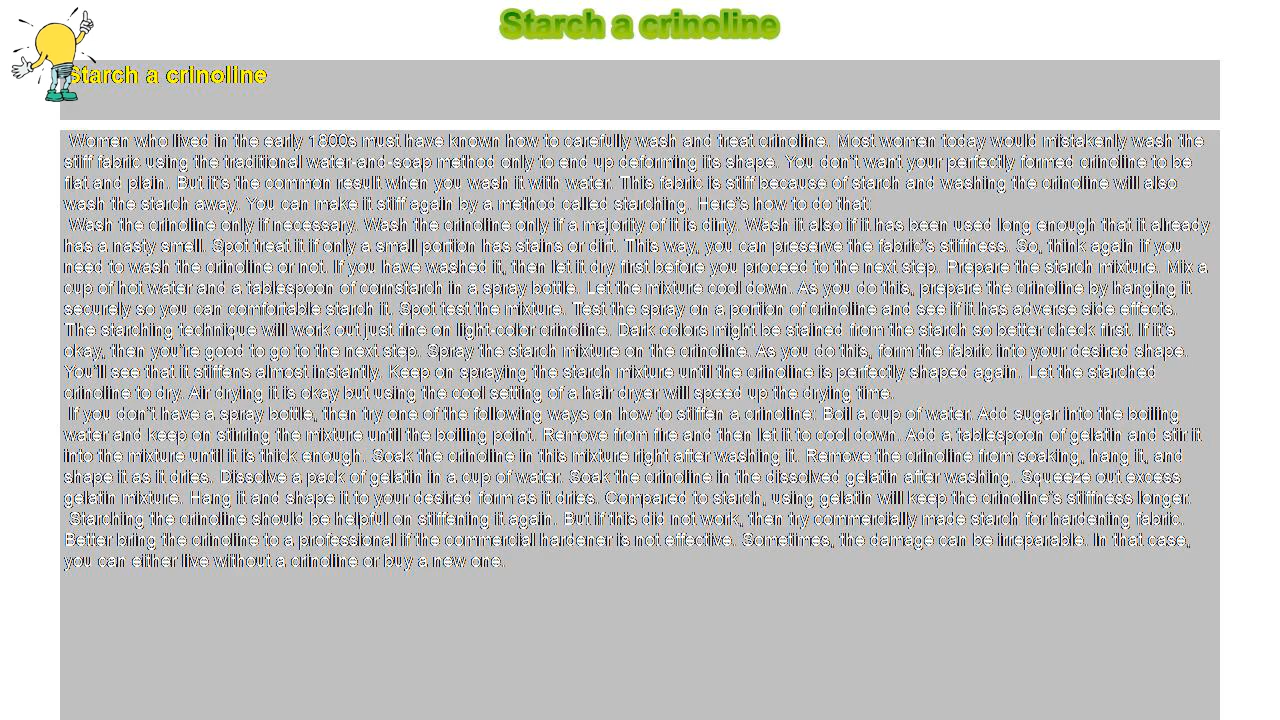 Starch a crinoline
Starch a crinoline
Women who lived in the early 1800s must have known how to carefully wash and treat crinoline. Most women today would mistakenly wash the
stiff fabric using the traditional water-and-soap method only to end up deforming its shape. You don't want your perfectly formed crinoline to be
flat and plain. But it's the common result when you wash it with water. This fabric is stiff because of starch and washing the crinoline will also
wash the starch away. You can make it stiff again by a method called starching. Here's how to do that:
Wash the crinoline only if necessary. Wash the crinoline only if a majority of it is dirty. Wash it also if it has been used long enough that it already
has a nasty smell. Spot treat it if only a small portion has stains or dirt. This way, you can preserve the fabric's stiffness. So, think again if you
need to wash the crinoline or not. If you have washed it, then let it dry first before you proceed to the next step. Prepare the starch mixture. Mix a
cup of hot water and a tablespoon of cornstarch in a spray bottle. Let the mixture cool down. As you do this, prepare the crinoline by hanging it
securely so you can comfortable starch it. Spot test the mixture. Test the spray on a portion of crinoline and see if it has adverse side effects.
The starching technique will work out just fine on light-color crinoline. Dark colors might be stained from the starch so better check first. If it's
okay, then you're good to go to the next step. Spray the starch mixture on the crinoline. As you do this, form the fabric into your desired shape.
You'll see that it stiffens almost instantly. Keep on spraying the starch mixture until the crinoline is perfectly shaped again. Let the starched
crinoline to dry. Air drying it is okay but using the cool setting of a hair dryer will speed up the drying time.
If you don't have a spray bottle, then try one of the following ways on how to stiffen a crinoline: Boil a cup of water. Add sugar into the boiling
water and keep on stirring the mixture until the boiling point. Remove from fire and then let it to cool down. Add a tablespoon of gelatin and stir it
into the mixture until it is thick enough. Soak the crinoline in this mixture right after washing it. Remove the crinoline from soaking, hang it, and
shape it as it dries. Dissolve a pack of gelatin in a cup of water. Soak the crinoline in the dissolved gelatin after washing. Squeeze out excess
gelatin mixture. Hang it and shape it to your desired form as it dries. Compared to starch, using gelatin will keep the crinoline's stiffness longer.
Starching the crinoline should be helpful on stiffening it again. But if this did not work, then try commercially made starch for hardening fabric.
Better bring the crinoline to a professional if the commercial hardener is not effective. Sometimes, the damage can be irreparable. In that case,
you can either live without a crinoline or buy a new one.